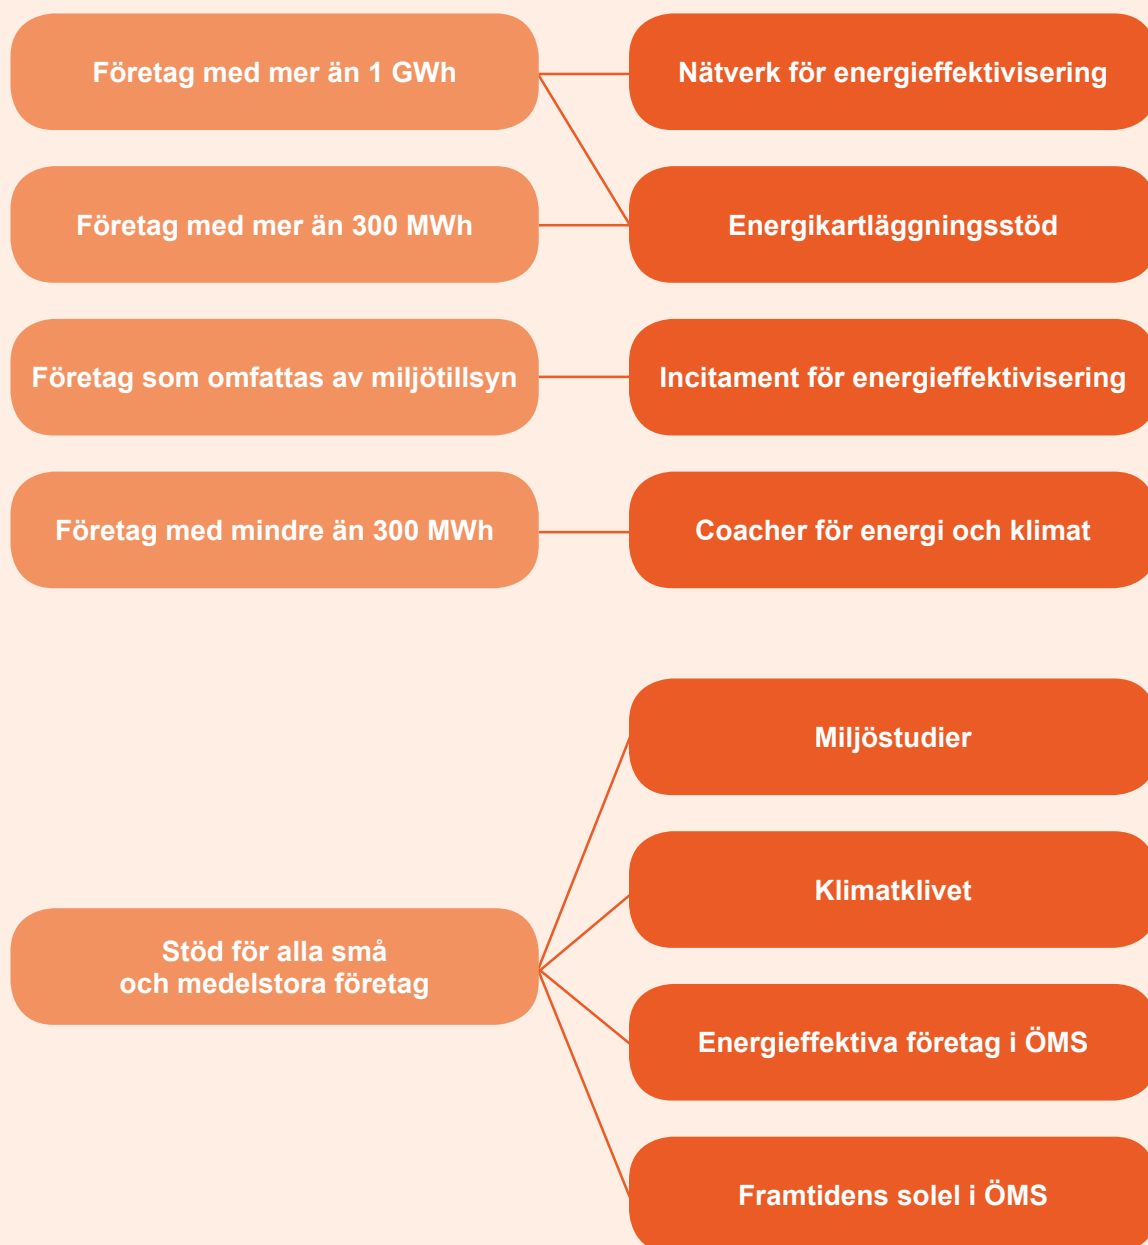 Företag med mer än 1 GWh
Nätverk för energieffektivisering
Företag med mer än 300 MWh
Energikartläggningsstöd
Företag som omfattas av miljötillsyn
Incitament för energieffektivisering
Företag med mindre än 300 MWh
Coacher för energi och klimat
Miljöstudier
Klimatklivet
Stöd för alla små
och medelstora företag
Energieffektiva företag i ÖMS
Framtidens solel i ÖMS